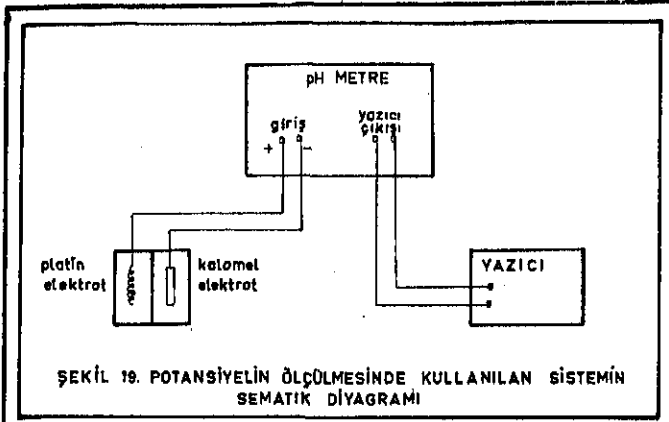 pH METRE
giriş
yazıcı
çıkışı
+ -
platin
elektrot
kalomel
elektrot
YAZICI
ŞEKİL 19. POTANSİYELİN ÖLÇÜLMESİNDE KULLANILAN SİSTEMİN
SEMATİK DİYAGRAMI